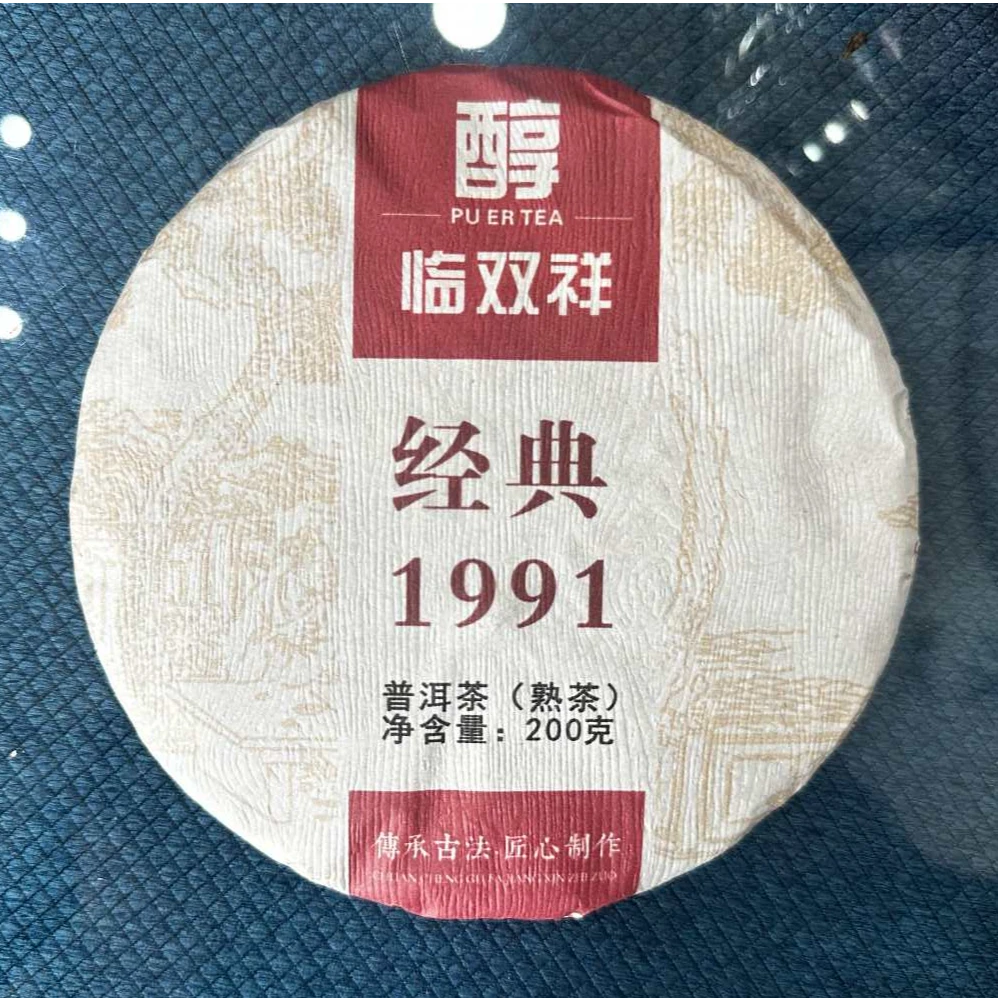 醇
PU ER TEA
临双祥
经典
1991
普洱茶（熟茶）
净含量：200克
傳承古法·匠心制作